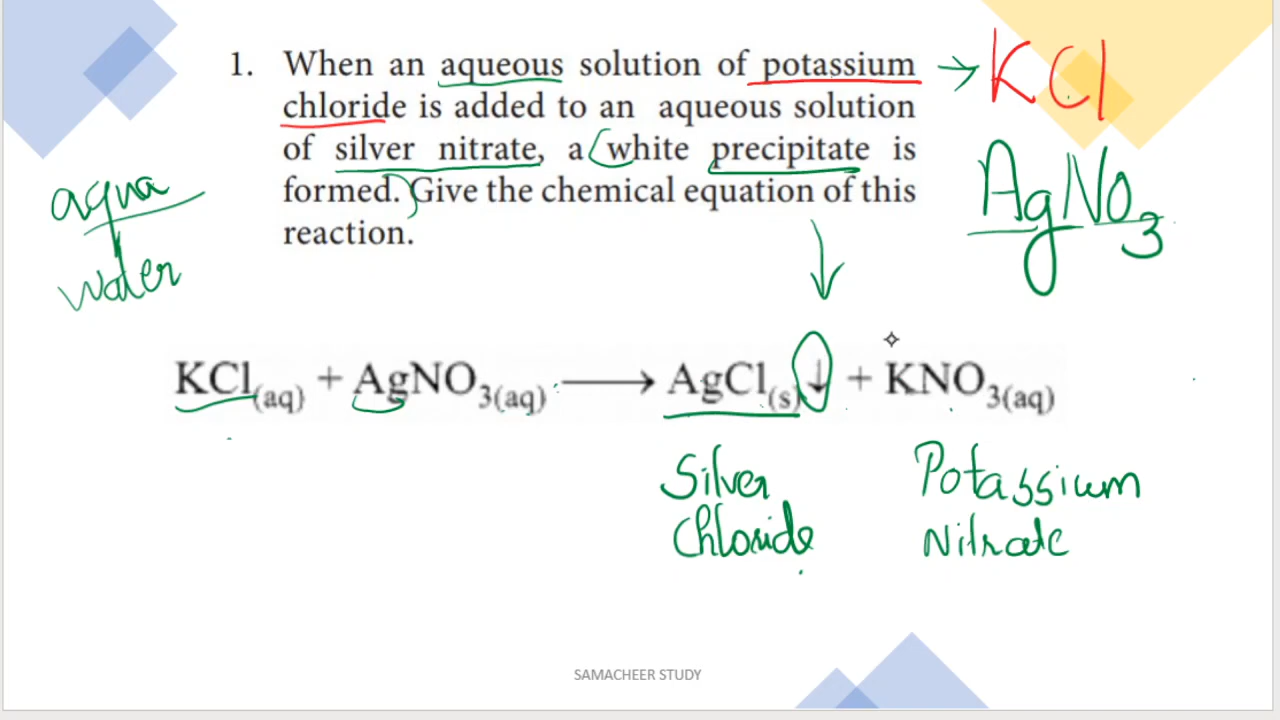 1. When an aqueous solution of potassium
chloride is added to an aqueous solution
of silver nitrate, a white precipitate is
formed. Give the chemical equation of this
reaction.
KCl
AgNO3
aqua
water
KCl(aq) + AgNO3(aq) ⟶ AgCl(s)↓ + KNO3(aq)
Silver
Chloride
Potassium
Nitrate
SAMACHEER STUDY